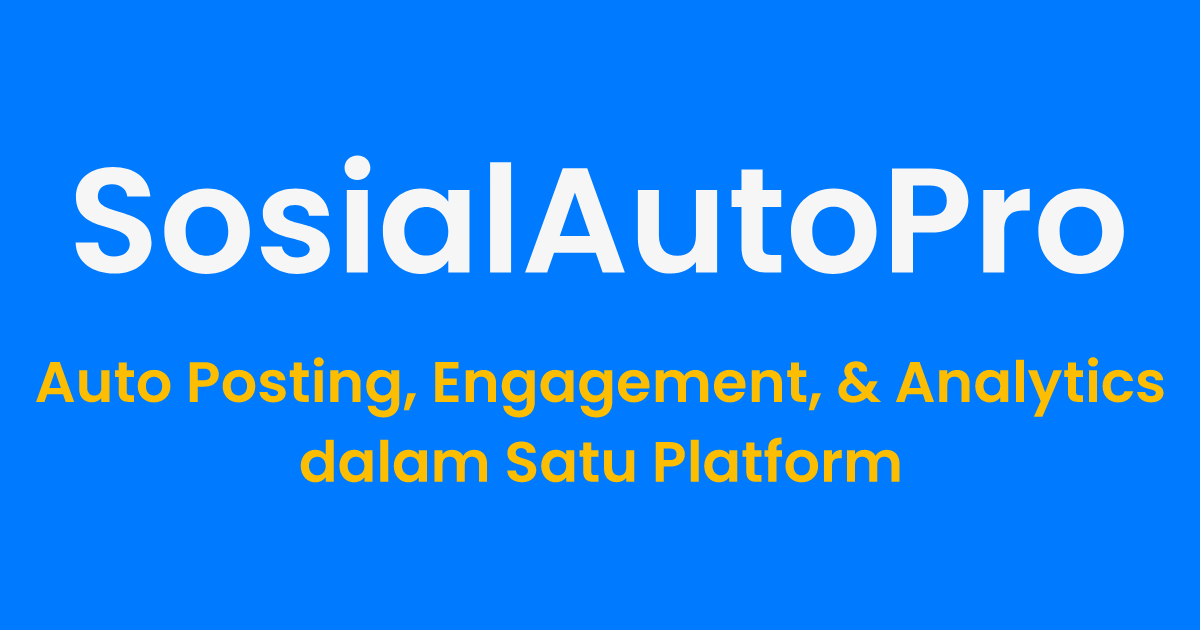 SosialAutoPro
Auto Posting, Engagement, & Analytics
dalam Satu Platform